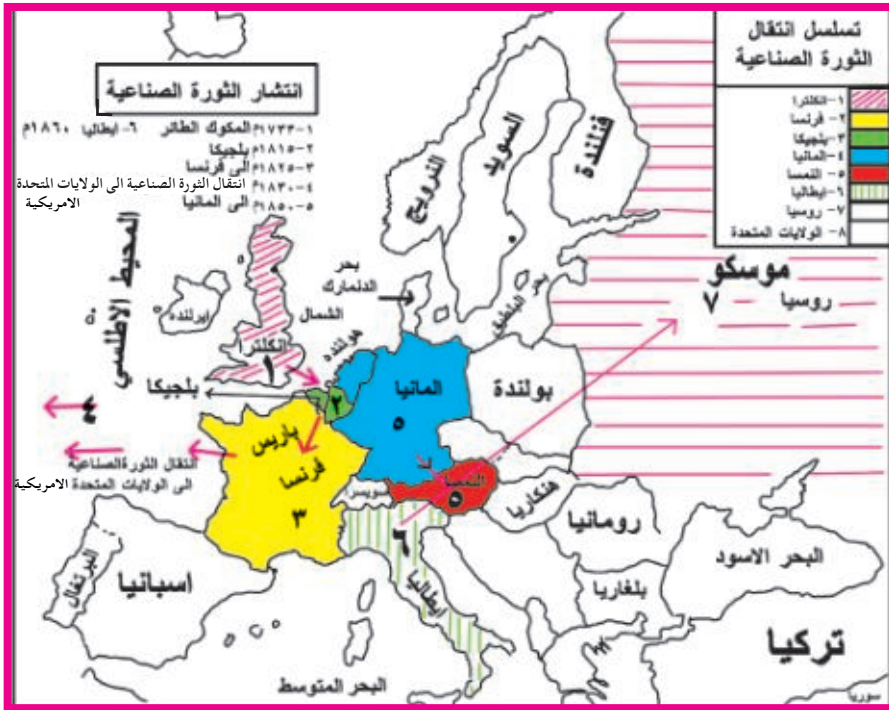 تسلسل انتقال
الثورة الصناعية
١-انكلترا
٢- فرنسا
٣-بلجيكا
٤-المانيا
٥- النمسا
٦-ايطاليا
٧- روسيا
٨- الولايات المتحدة
انتشار الثورة الصناعية
١-١٧٣٣م المكوك الطائر ٦- ايطاليا ١٨٦٠م
٢-١٨١٥م بلجيكا
٣-١٨٢٥م الى فرنسا
٤-١٨٣٠م انتقال الثورة الصناعية الى الولايات المتحدة
الامريكية
٥-١٨٥٠م الى المانيا
النرويج
السويد
فنلندة
موسكو
روسيا
٧
المحيط الاطلسي
ايرلنده
انكلترا
١
بحر
الشمال
الدنمارك
بحر البلطيق
هولنده
بلجيكا
٢
المانيا
٥
بولندة
٤
باريس
فرنسا
٣
انتقال الثورة الصناعية
الى الولايات المتحدة الامريكية
سويسرا
النمسا
٥
هنكاريا
رومانيا
٦
ايطاليا
البرتغال
اسبانيا
بلغاريا
البحر الاسود
تركيا
البحر المتوسط
سوريا